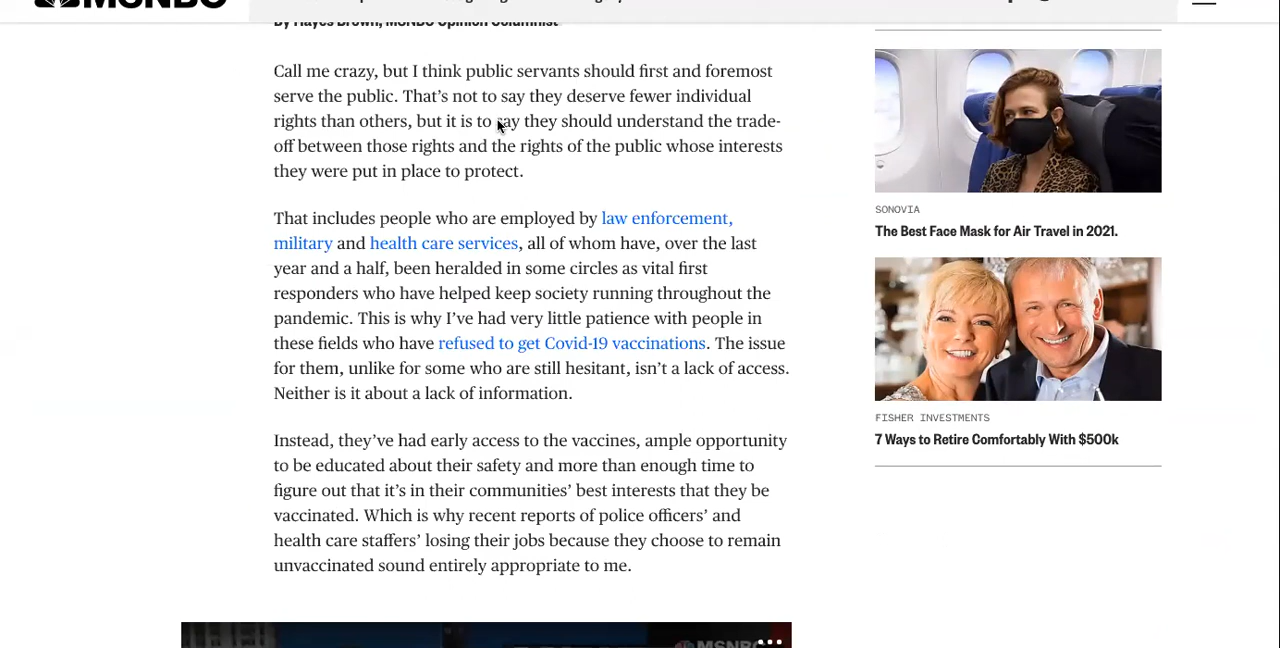 MSNBC
By Hayes Brown, MSNBC Opinion Columnist
Call me crazy, but I think public servants should first and foremost
serve the public. That’s not to say they deserve fewer individual
rights than others, but it is to say they should understand the trade-
off between those rights and the rights of the public whose interests
they were put in place to protect.
That includes people who are employed by law enforcement,
military and health care services, all of whom have, over the last
year and a half, been heralded in some circles as vital first
responders who have helped keep society running throughout the
pandemic. This is why I’ve had very little patience with people in
these fields who have refused to get Covid-19 vaccinations. The issue
for them, unlike for some who are still hesitant, isn’t a lack of access.
Neither is it about a lack of information.
Instead, they’ve had early access to the vaccines, ample opportunity
to be educated about their safety and more than enough time to
figure out that it’s in their communities’ best interests that they be
vaccinated. Which is why recent reports of police officers’ and
health care staffers’ losing their jobs because they choose to remain
unvaccinated sound entirely appropriate to me.
MSNBC
SONOVIA
The Best Face Mask for Air Travel in 2021.
FISHER INVESTMENTS
7 Ways to Retire Comfortably With $500k